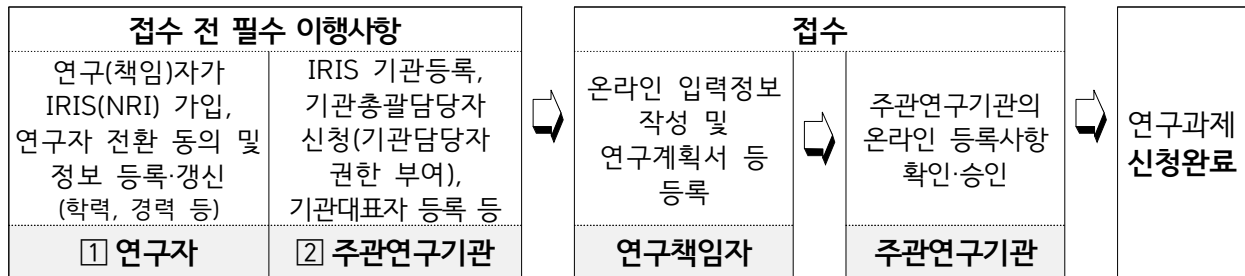 접수 전 필수 이행사항
연구(책임)자가
IRIS(NRI) 가입,
연구자 전환 동의 및
정보 등록·갱신
(학력, 경력 등)
1 연구자
IRIS 기관등록,
기관총괄담당자
신청(기관담당자
권한 부여),
기관대표자 등록 등
2 주관연구기관
접수
온라인 입력정보
작성 및
연구계획서 등
등록
연구책임자
주관연구기관의
온라인 등록사항
확인·승인
주관연구기관
연구과제
신청완료